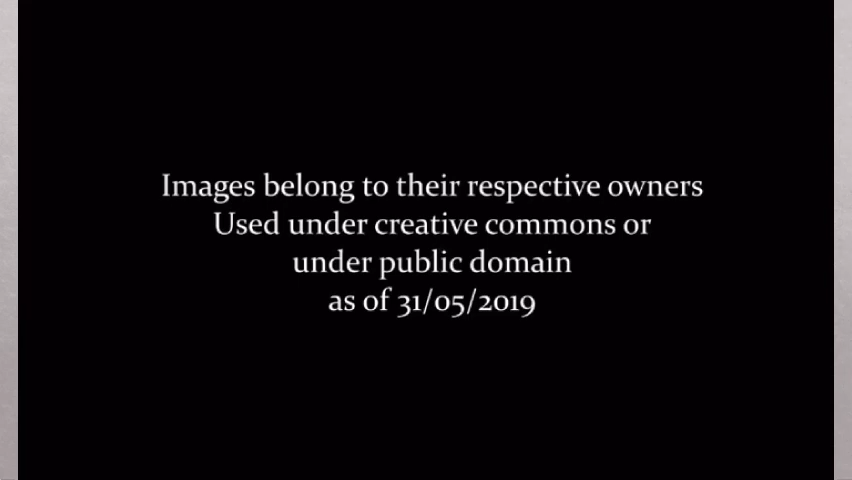 Images belong to their respective owners
Used under creative commons or
under public domain
as of 31/05/2019